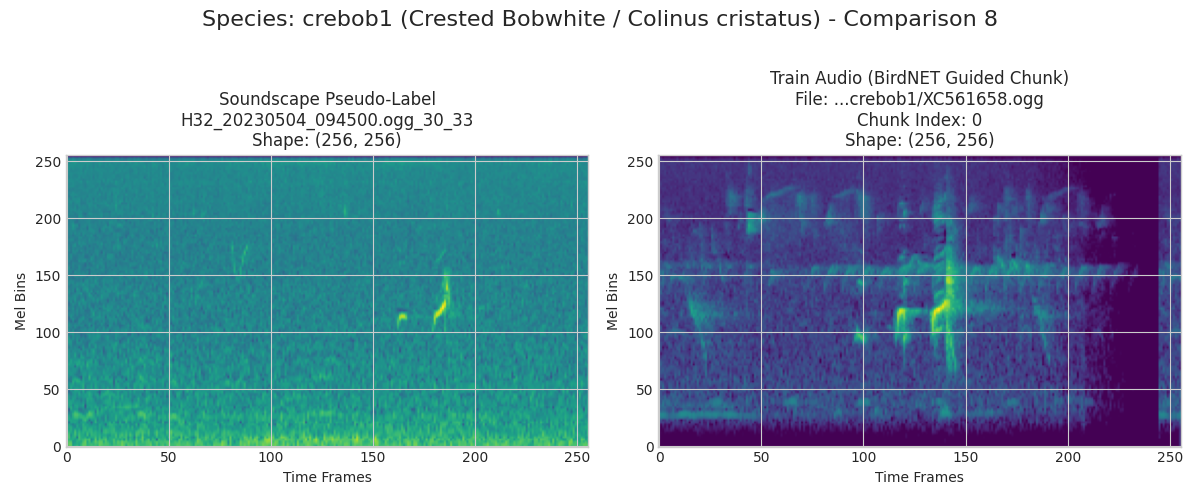 Species: crebob1 (Crested Bobwhite / Colinus cristatus) - Comparison 8
Soundscape Pseudo-Label
H32_20230504_094500.ogg_30_33
Shape: (256, 256)
250
200
150
100
50
0
Mel Bins
0 50 100 150 200 250
Time Frames
Train Audio (BirdNET Guided Chunk)
File: ...crebob1/XC561658.ogg
Chunk Index: 0
Shape: (256, 256)
250
200
150
100
50
0
Mel Bins
0 50 100 150 200 250
Time Frames